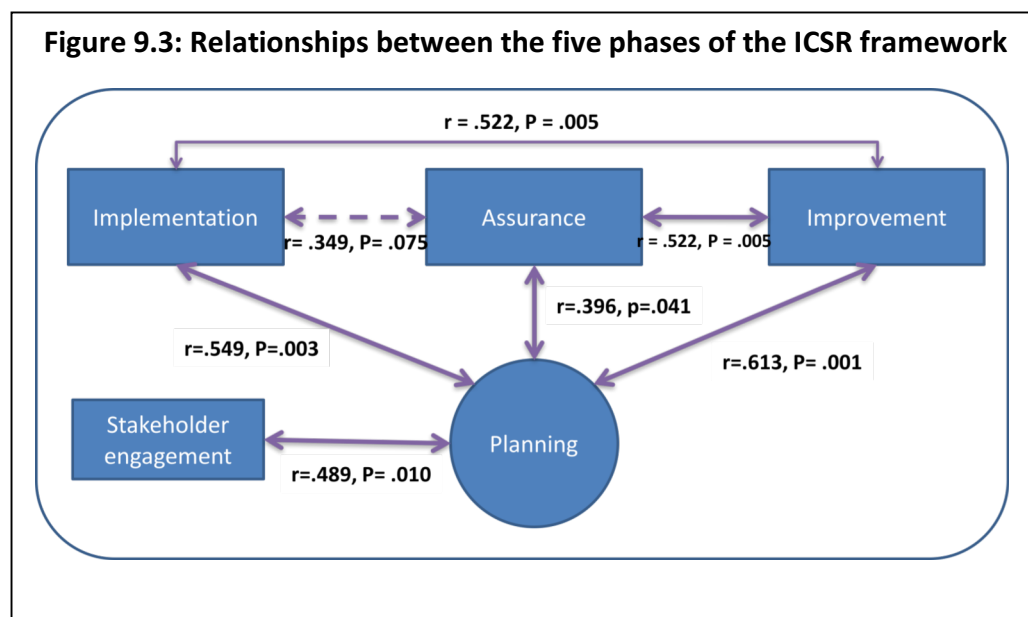 Figure 9.3: Relationships between the five phases of the ICSR framework
r = .522, P = .005
Implementation
Assurance
Improvement
r= .349, P= .075
r = .522, P = .005
r=.396, p=.041
r=.549, P=.003
r=.613, P= .001
Stakeholder
engagement
Planning
r=.489, P= .010